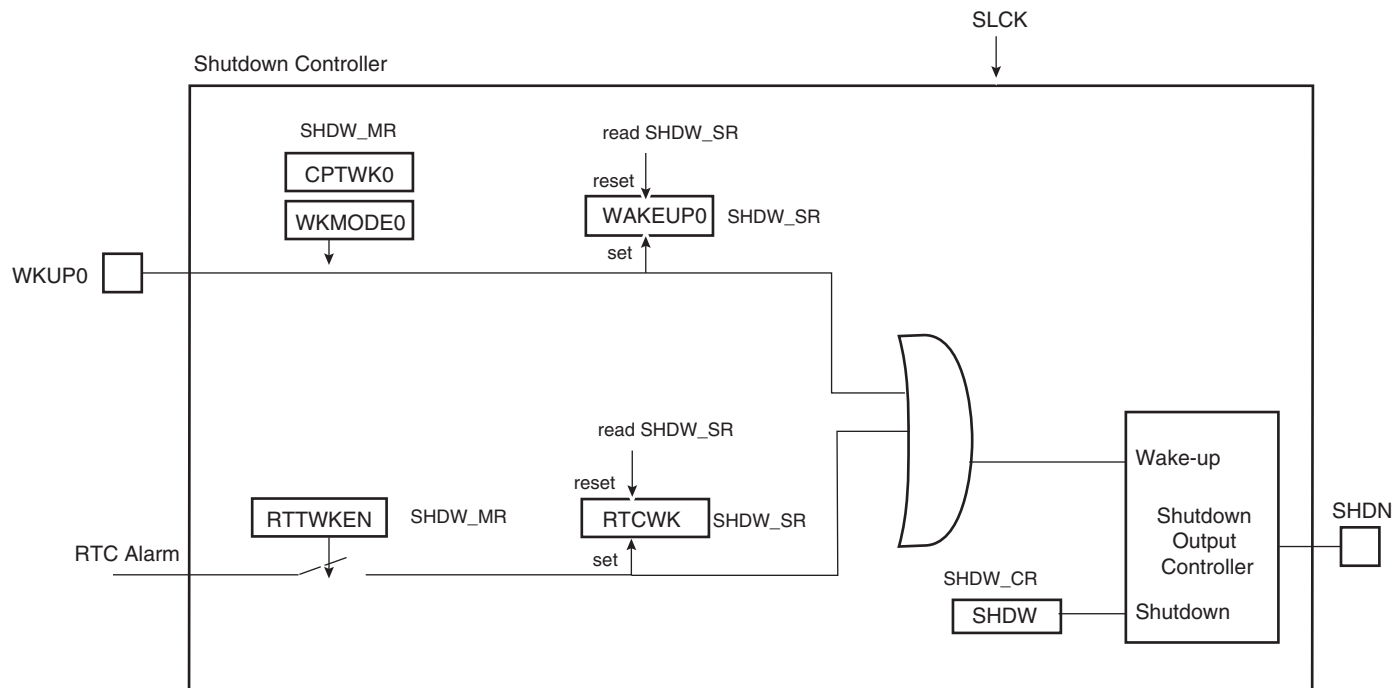 SLCK
Shutdown Controller
SHDW_MR
CPTWK0
WKMODE0
read SHDW_SR
reset
WAKEUP0
SHDW_SR
set
WKUP0
read SHDW_SR
reset
RTTWKEN
SHDW_MR
RTCWK
SHDW_SR
set
RTC Alarm
Wake-up
Shutdown
Output
Controller
SHDN
SHDW_CR
SHDW
Shutdown